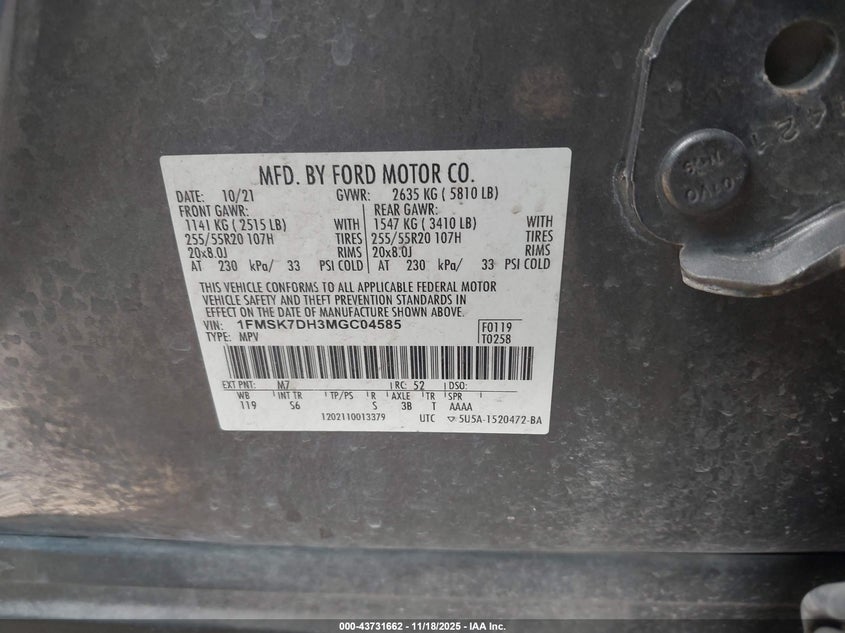 MFD. BY FORD MOTOR CO.
DATE: 10/21 GVWR: 2635 KG ( 5810 LB)
FRONT GAWR: REAR GAWR:
1141 KG ( 2515 LB) WITH 1547 KG ( 3410 LB) WITH
255/55R20 107H TIRES 255/55R20 107H TIRES
20x8.0J RIMS 20x8.0J RIMS
AT 230 kPa/ 33 PSI COLD AT 230 kPa/ 33 PSI COLD
THIS VEHICLE CONFORMS TO ALL APPLICABLE FEDERAL MOTOR
VEHICLE SAFETY AND THEFT PREVENTION STANDARDS IN
EFFECT ON THE DATE OF MANUFACTURE SHOWN ABOVE.
VIN: 1FMSK7DH3MGC04585 F0119
TYPE: MPV T0258
EXT PNT: M7 RC: 52 DSO:
WB INT TR TP/PS R AXLE TR SPR
119 S6 S 3B T AAAA
1202110013379 UTC 5U5A-1520472-BA
000-43731662 - 11/18/2025 - IAA Inc.